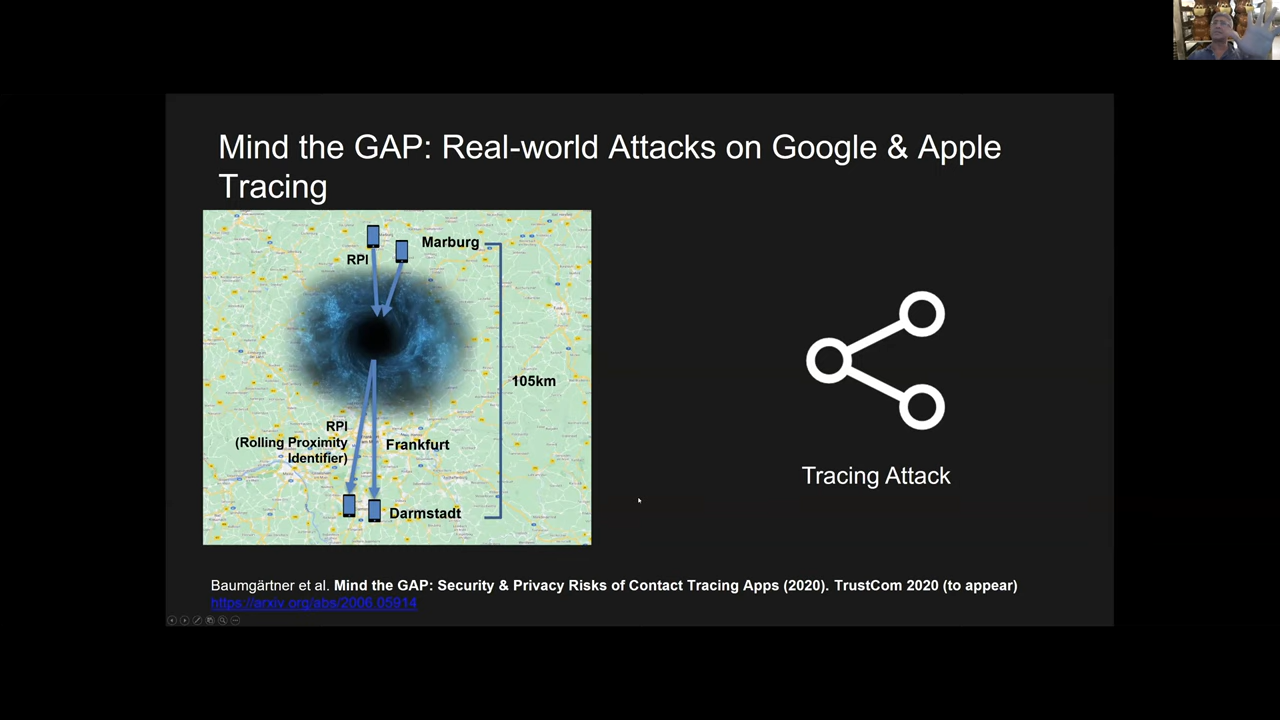 Mind the GAP: Real-world Attacks on Google & Apple
Tracing
Marburg
RPI
105km
RPI
(Rolling Proximity
Identifier)
Frankfurt
Darmstadt
Tracing Attack
Baumgärtner et al. Mind the GAP: Security & Privacy Risks of Contact Tracing Apps (2020). TrustCom 2020 (to appear)
https://arxiv.org/abs/2006.05914